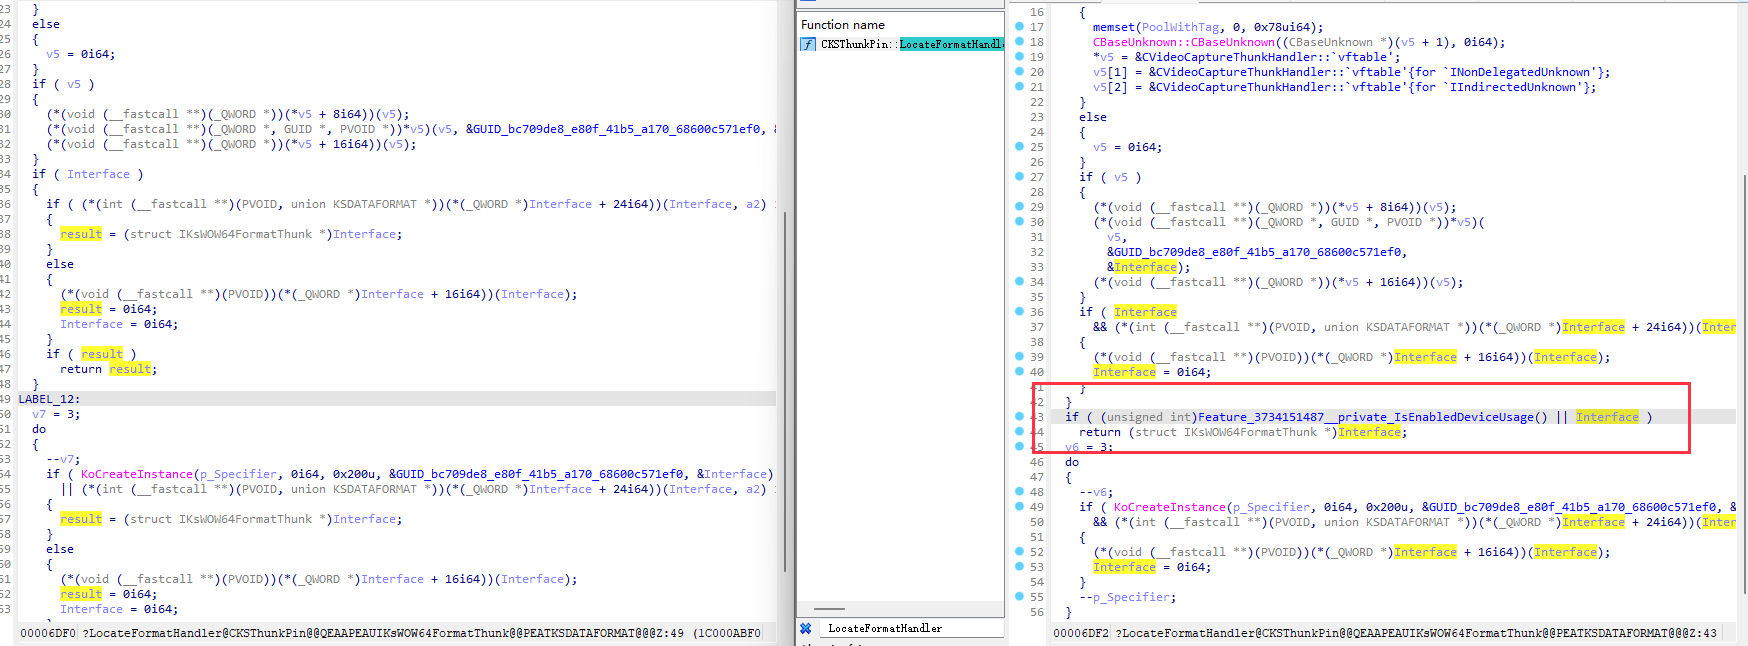 23 }
24 else
25 {
26 v5 = 0i64;
27 }
28 if ( v5 )
29 {
30 (*(void (__fastcall **)(_QWORD *))(*v5 + 8i64))(v5);
31 (*(void (__fastcall **)(_QWORD *, GUID *, PVOID *))*v5)(v5, &GUID_bc709de8_e80f_41b5_a170_68600c571ef0, &
32 (*(void (__fastcall **)(_QWORD *))(*v5 + 16i64))(v5);
33 }
34 if ( Interface )
35 {
36 if ( (*(int (__fastcall **)(PVOID, union KSDATAFORMAT *))(*(_QWORD *)Interface + 24i64))(Interface, a2)
37 {
38 result = (struct IKsWOW64FormatThunk *)Interface;
39 }
40 else
41 {
42 (*(void (__fastcall **)(PVOID))(*(_QWORD *)Interface + 16i64))(Interface);
43 result = 0i64;
44 Interface = 0i64;
45 }
46 if ( result )
47 return result;
48 }
49 LABEL_12:
50 v7 = 3;
51 do
52 {
53 --v7;
54 if ( KoCreateInstance(p_Specifier, 0i64, 0x200u, &GUID_bc709de8_e80f_41b5_a170_68600c571ef0, &Interface)
55 || (*(int (__fastcall **)(PVOID, union KSDATAFORMAT *))(*(_QWORD *)Interface + 24i64))(Interface, a2)
56 {
57 result = (struct IKsWOW64FormatThunk *)Interface;
58 }
59 else
60 {
61 (*(void (__fastcall **)(PVOID))(*(_QWORD *)Interface + 16i64))(Interface);
62 result = 0i64;
63 Interface = 0i64;
00006DF0 ?LocateFormatHandler@CKSThunkPin@@QEAAPEAUIKsWOW64FormatThunk@@PEATKSDATAFORMAT@@@Z:49 (1C000ABF0
Function name
f CKSThunkPin::LocateFormatHandle
LocateFormatHandler
16 {
17 memset(PoolWithTag, 0, 0x78ui64);
18 CBaseUnknown::CBaseUnknown((CBaseUnknown *)(v5 + 1), 0i64);
19 *v5 = &CVideoCaptureThunkHandler::`vftable';
20 v5[1] = &CVideoCaptureThunkHandler::`vftable'{for `INonDelegatedUnknown'};
21 v5[2] = &CVideoCaptureThunkHandler::`vftable'{for `IIndirectedUnknown'};
22 }
23 else
24 {
25 v5 = 0i64;
26 }
27 if ( v5 )
28 {
29 (*(void (__fastcall **)(_QWORD *))(*v5 + 8i64))(v5);
30 (*(void (__fastcall **)(_QWORD *, GUID *, PVOID *))*v5)(
31 v5,
32 &GUID_bc709de8_e80f_41b5_a170_68600c571ef0,
33 &Interface);
34 (*(void (__fastcall **)(_QWORD *))(*v5 + 16i64))(v5);
35 }
36 if ( Interface
37 && (*(int (__fastcall **)(PVOID, union KSDATAFORMAT *))(*(_QWORD *)Interface + 24i64))(Inter
38 {
39 (*(void (__fastcall **)(PVOID))(*(_QWORD *)Interface + 16i64))(Interface);
40 Interface = 0i64;
41 }
42 }
43 if ( (unsigned int)Feature_3734151487__private_IsEnabledDeviceUsage() || Interface )
44 return (struct IKsWOW64FormatThunk *)Interface;
45 v6 = 3;
46 do
47 {
48 --v6;
49 if ( KoCreateInstance(p_Specifier, 0i64, 0x200u, &GUID_bc709de8_e80f_41b5_a170_68600c571ef0, &
50 && (*(int (__fastcall **)(PVOID, union KSDATAFORMAT *))(*(_QWORD *)Interface + 24i64))(Inter
51 {
52 (*(void (__fastcall **)(PVOID))(*(_QWORD *)Interface + 16i64))(Interface);
53 Interface = 0i64;
54 }
55 --p_Specifier;
56 }
00006DF2 ?LocateFormatHandler@CKSThunkPin@@QEAAPEAUIKsWOW64FormatThunk@@PEATKSDATAFORMAT@@@Z:43